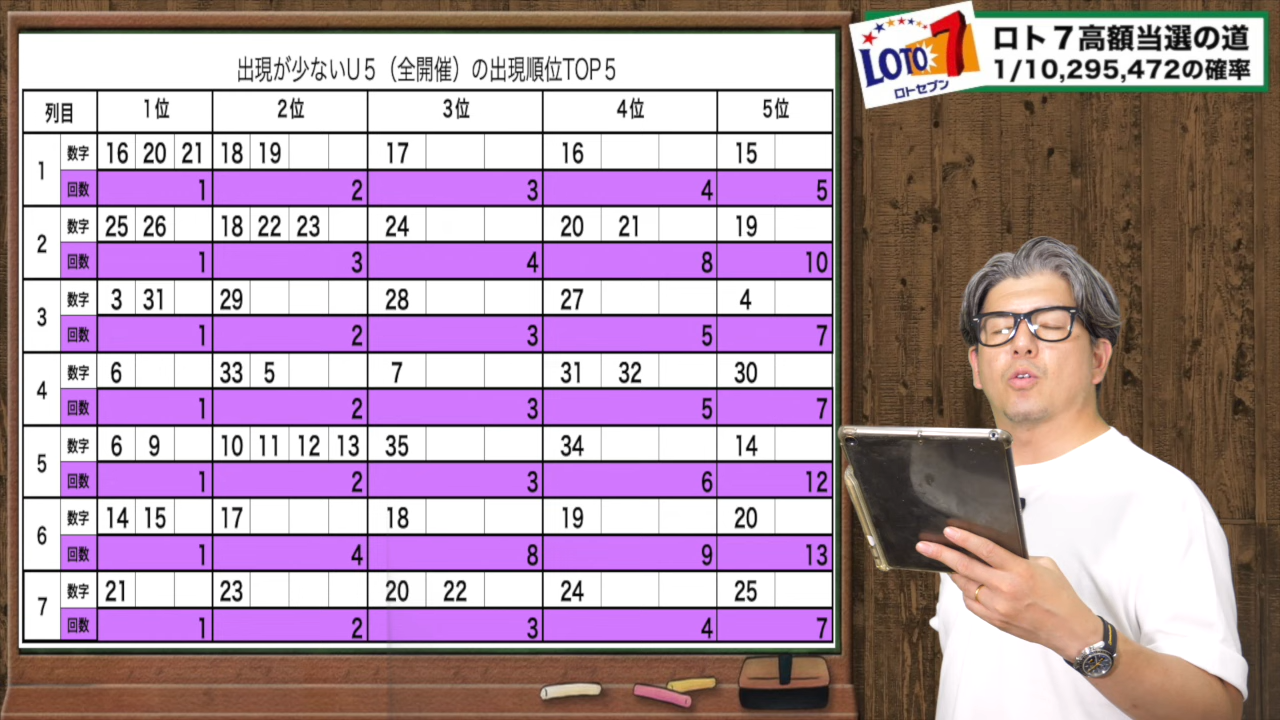 出現が少ないU５（全開催）の出現順位TOP５
列目 1位 2位 3位 4位 5位
1 数字 16 20 21 18 19 17 16 15
回数 1 2 3 4 5
2 数字 25 26 18 22 23 24 20 21 19
回数 1 3 4 8 10
3 数字 3 31 29 28 27 4
回数 1 2 3 5 7
4 数字 6 33 5 7 31 32 30
回数 1 2 3 5 7
5 数字 6 9 10 11 12 13 35 34 14
回数 1 2 3 6 12
6 数字 14 15 17 18 19 20
回数 1 4 8 9 13
7 数字 21 23 20 22 24 25
回数 1 2 3 4 7
LOTO 7
ロトセブン
ロト７高額当選の道
1/10,295,472の確率